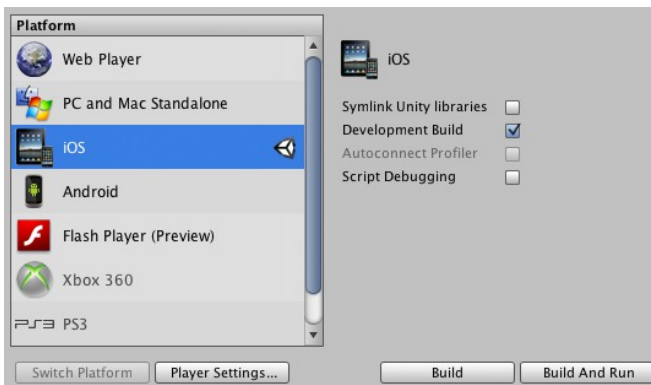 Platform
Web Player
PC and Mac Standalone
iOS
Android
Flash Player (Preview)
Xbox 360
PS3 PS3
iOS
Symlink Unity libraries
Development Build
Autoconnect Profiler
Script Debugging
Switch Platform
Player Settings...
Build
Build And Run